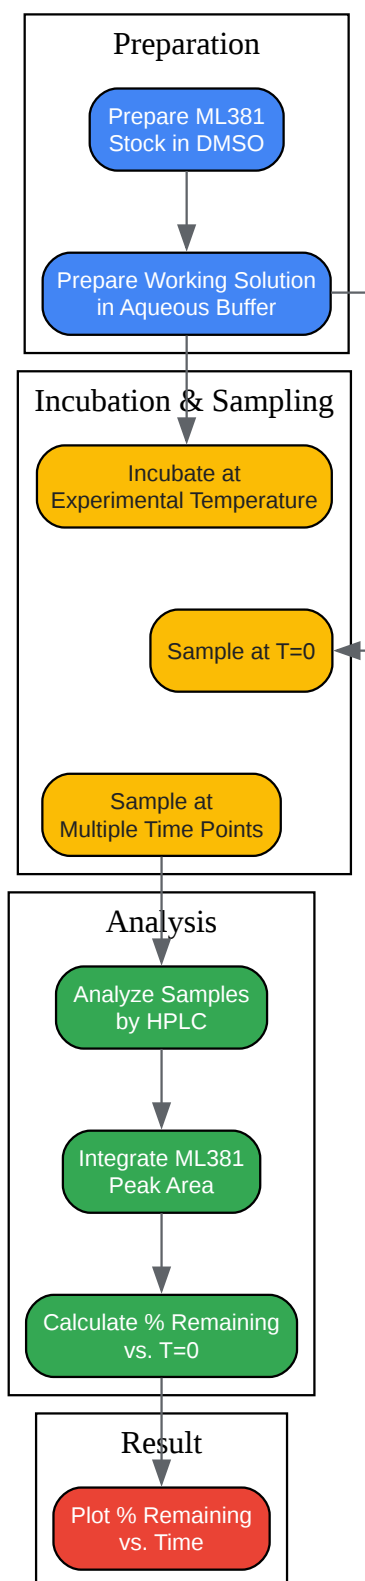 Preparation
Prepare ML381
Stock in DMSO
Prepare Working Solution
in Aqueous Buffer
Incubation & Sampling
Incubate at
Experimental Temperature
Sample at T=0
Sample at
Multiple Time Points
Analysis
Analyze Samples
by HPLC
Integrate ML381
Peak Area
Calculate % Remaining
vs. T=0
Result
Plot % Remaining
vs. Time